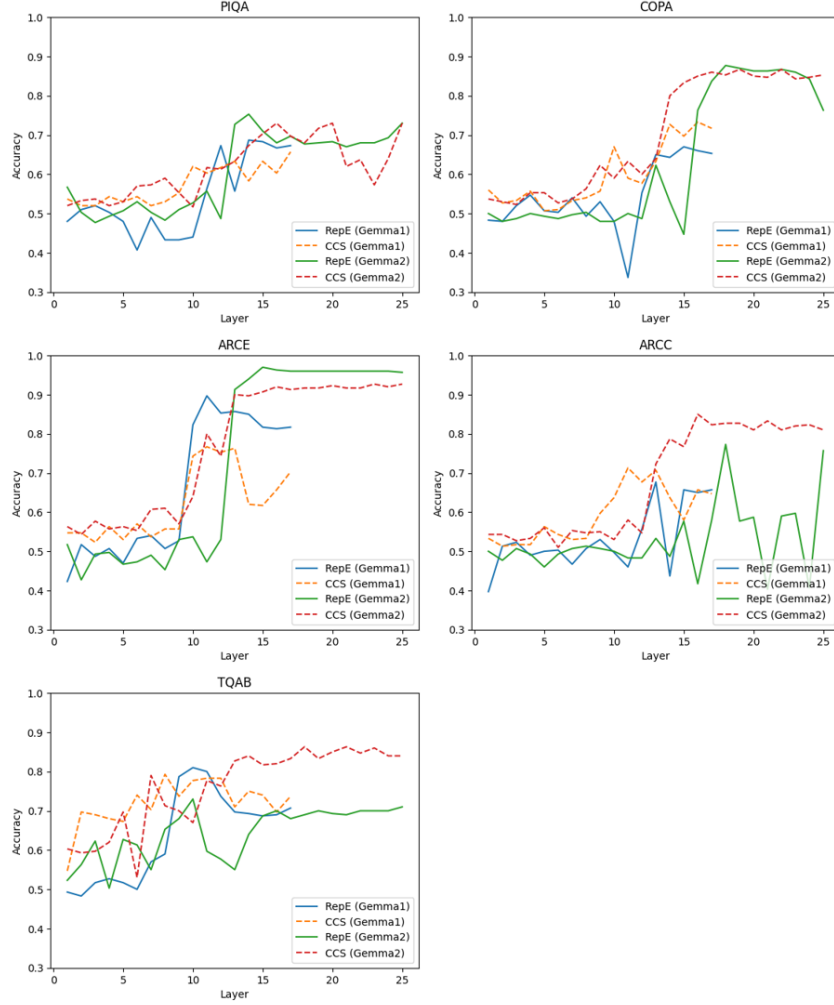 PIQA
1.0
0.9
0.8
0.7
0.6
0.5
0.4
0.3
Accuracy
0 5 10 15 20 25
Layer
RepE (Gemma1)
CCS (Gemma1)
RepE (Gemma2)
CCS (Gemma2)
COPA
1.0
0.9
0.8
0.7
0.6
0.5
0.4
0.3
Accuracy
0 5 10 15 20 25
Layer
RepE (Gemma1)
CCS (Gemma1)
RepE (Gemma2)
CCS (Gemma2)
ARCE
1.0
0.9
0.8
0.7
0.6
0.5
0.4
0.3
Accuracy
0 5 10 15 20 25
Layer
RepE (Gemma1)
CCS (Gemma1)
RepE (Gemma2)
CCS (Gemma2)
ARCC
1.0
0.9
0.8
0.7
0.6
0.5
0.4
0.3
Accuracy
0 5 10 15 20 25
Layer
RepE (Gemma1)
CCS (Gemma1)
RepE (Gemma2)
CCS (Gemma2)
TQAB
1.0
0.9
0.8
0.7
0.6
0.5
0.4
0.3
Accuracy
0 5 10 15 20 25
Layer
RepE (Gemma1)
CCS (Gemma1)
RepE (Gemma2)
CCS (Gemma2)